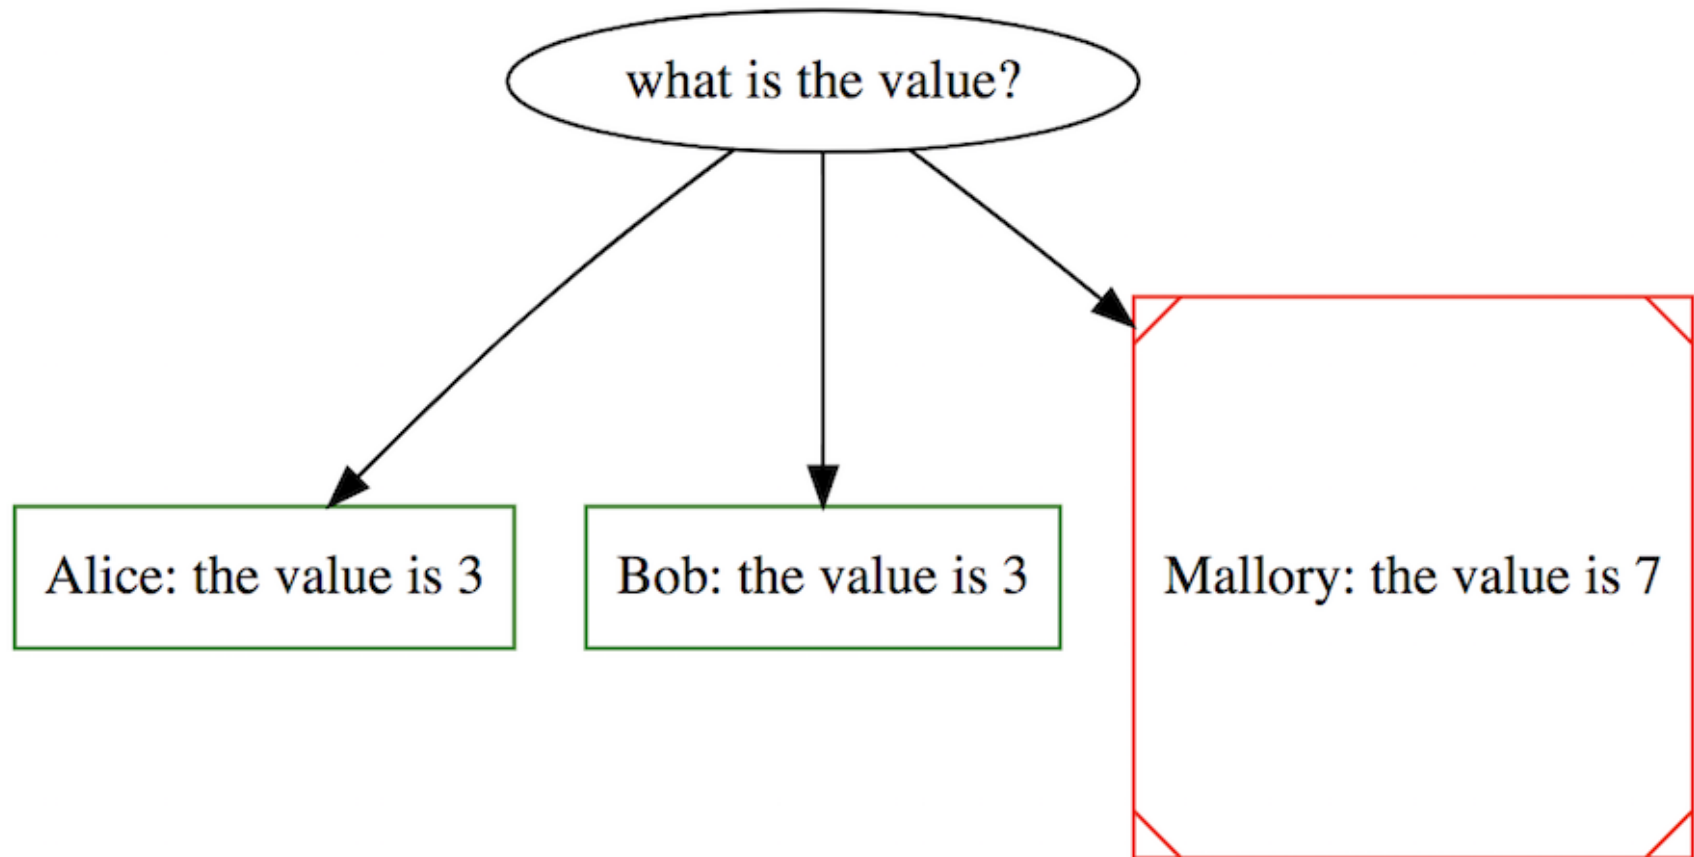 what is the value?
Alice: the value is 3
Bob: the value is 3
Mallory: the value is 7